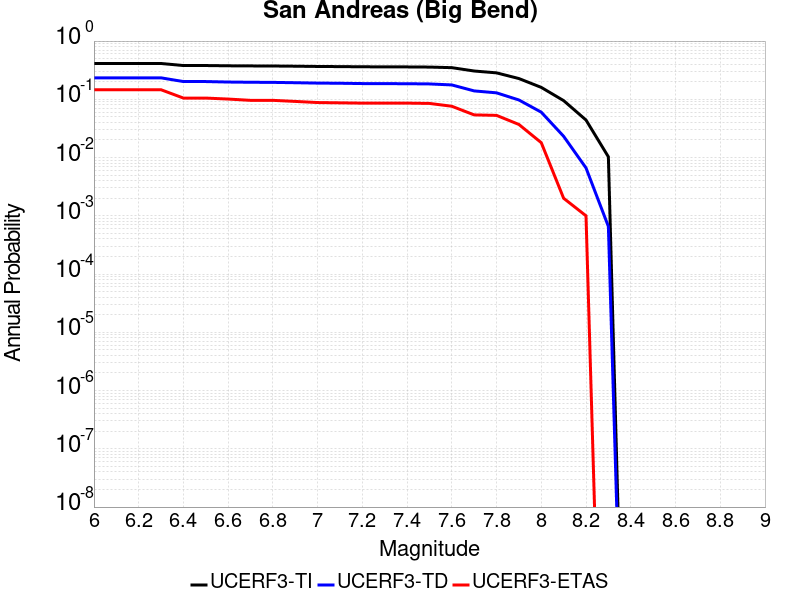 San Andreas (Big Bend)
10^0
10^-1
10^-2
10^-3
10^-4
10^-5
10^-6
10^-7
10^-8
Annual Probability
6 6.2 6.4 6.6 6.8 7 7.2 7.4 7.6 7.8 8 8.2 8.4 8.6 8.8 9
Magnitude
UCERF3-TI UCERF3-TD UCERF3-ETAS